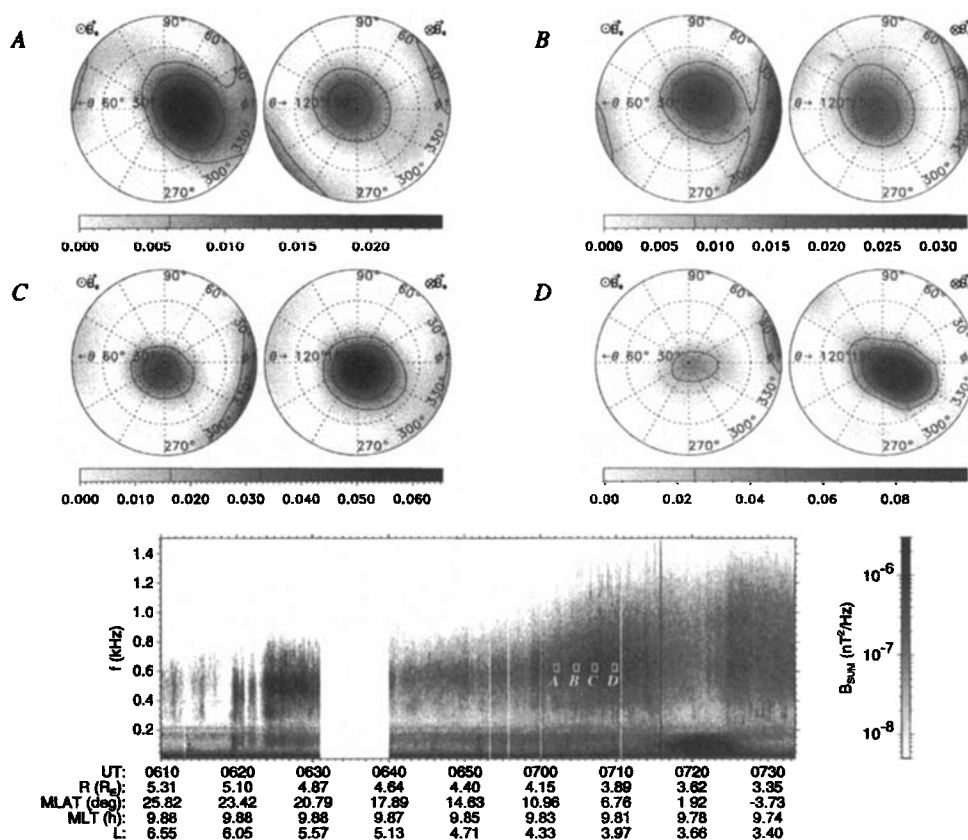 A
B
90°
60°
30°
φ↑
330°
300°
270°
←θ 60° 30°
θ→ 120° 150°
0.000 0.005 0.010 0.015 0.020
0.009 0.005 0.010 0.015 0.020 0.025 0.030
C
D
90°
60°
30°
330°
300°
270°
←θ 60° 30°
θ→ 120°
0.000 0.010 0.020 0.030 0.040 0.050 0.060
0.00 0.02 0.04 0.06 0.08
1.4
1.2
1.0
0.8
0.6
0.4
0.2
f (kHz)
A B C D
10⁻⁶
10⁻⁷
10⁻⁸
B_SUM (nT²/Hz)
UT: 0610 0620 0630 0640 0650 0700 0710 0720 0730
R (R_E): 5.31 5.10 4.87 4.64 4.40 4.15 3.89 3.62 3.35
MLAT (deg): 25.82 23.42 20.79 17.89 14.63 10.96 6.76 1.92 -3.73
MLT (h): 9.88 9.88 9.88 9.87 9.85 9.83 9.81 9.78 9.74
L: 6.55 6.05 5.57 5.13 4.71 4.33 3.97 3.66 3.40